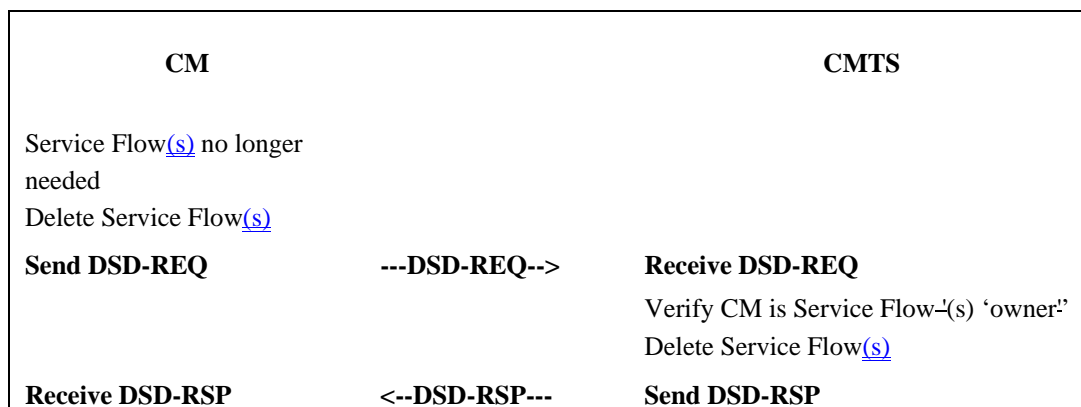 CM CMTS
Service Flow(s) no longer
needed
Delete Service Flow(s)
Send DSD-REQ ---DSD-REQ--> Receive DSD-REQ
Verify CM is Service Flow-'(s) ‘owner'’
Delete Service Flow(s)
Receive DSD-RSP <--DSD-RSP--- Send DSD-RSP